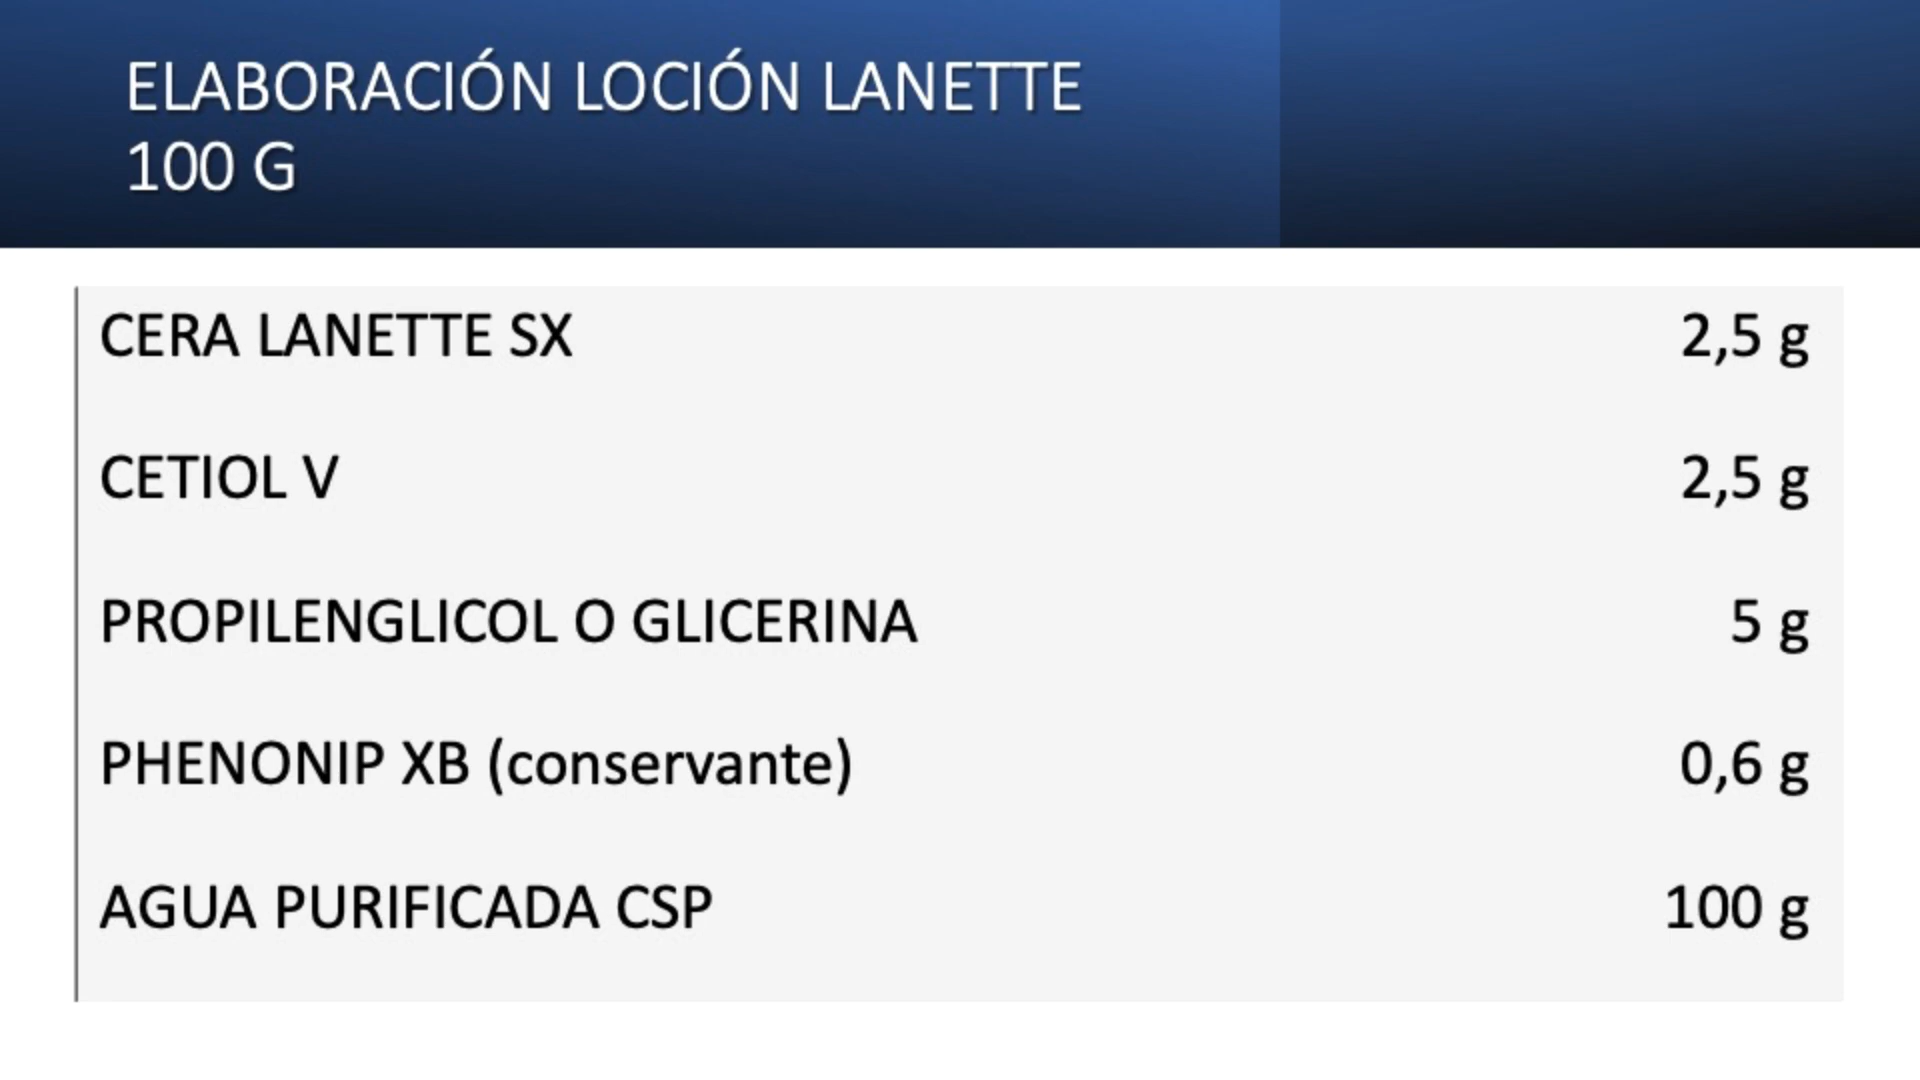 ELABORACIÓN LOCIÓN LANETTE
100 G
CERA LANETTE SX 2,5 g
CETIOL V 2,5 g
PROPILENGLICOL O GLICERINA 5 g
PHENONIP XB (conservante) 0,6 g
AGUA PURIFICADA CSP 100 g